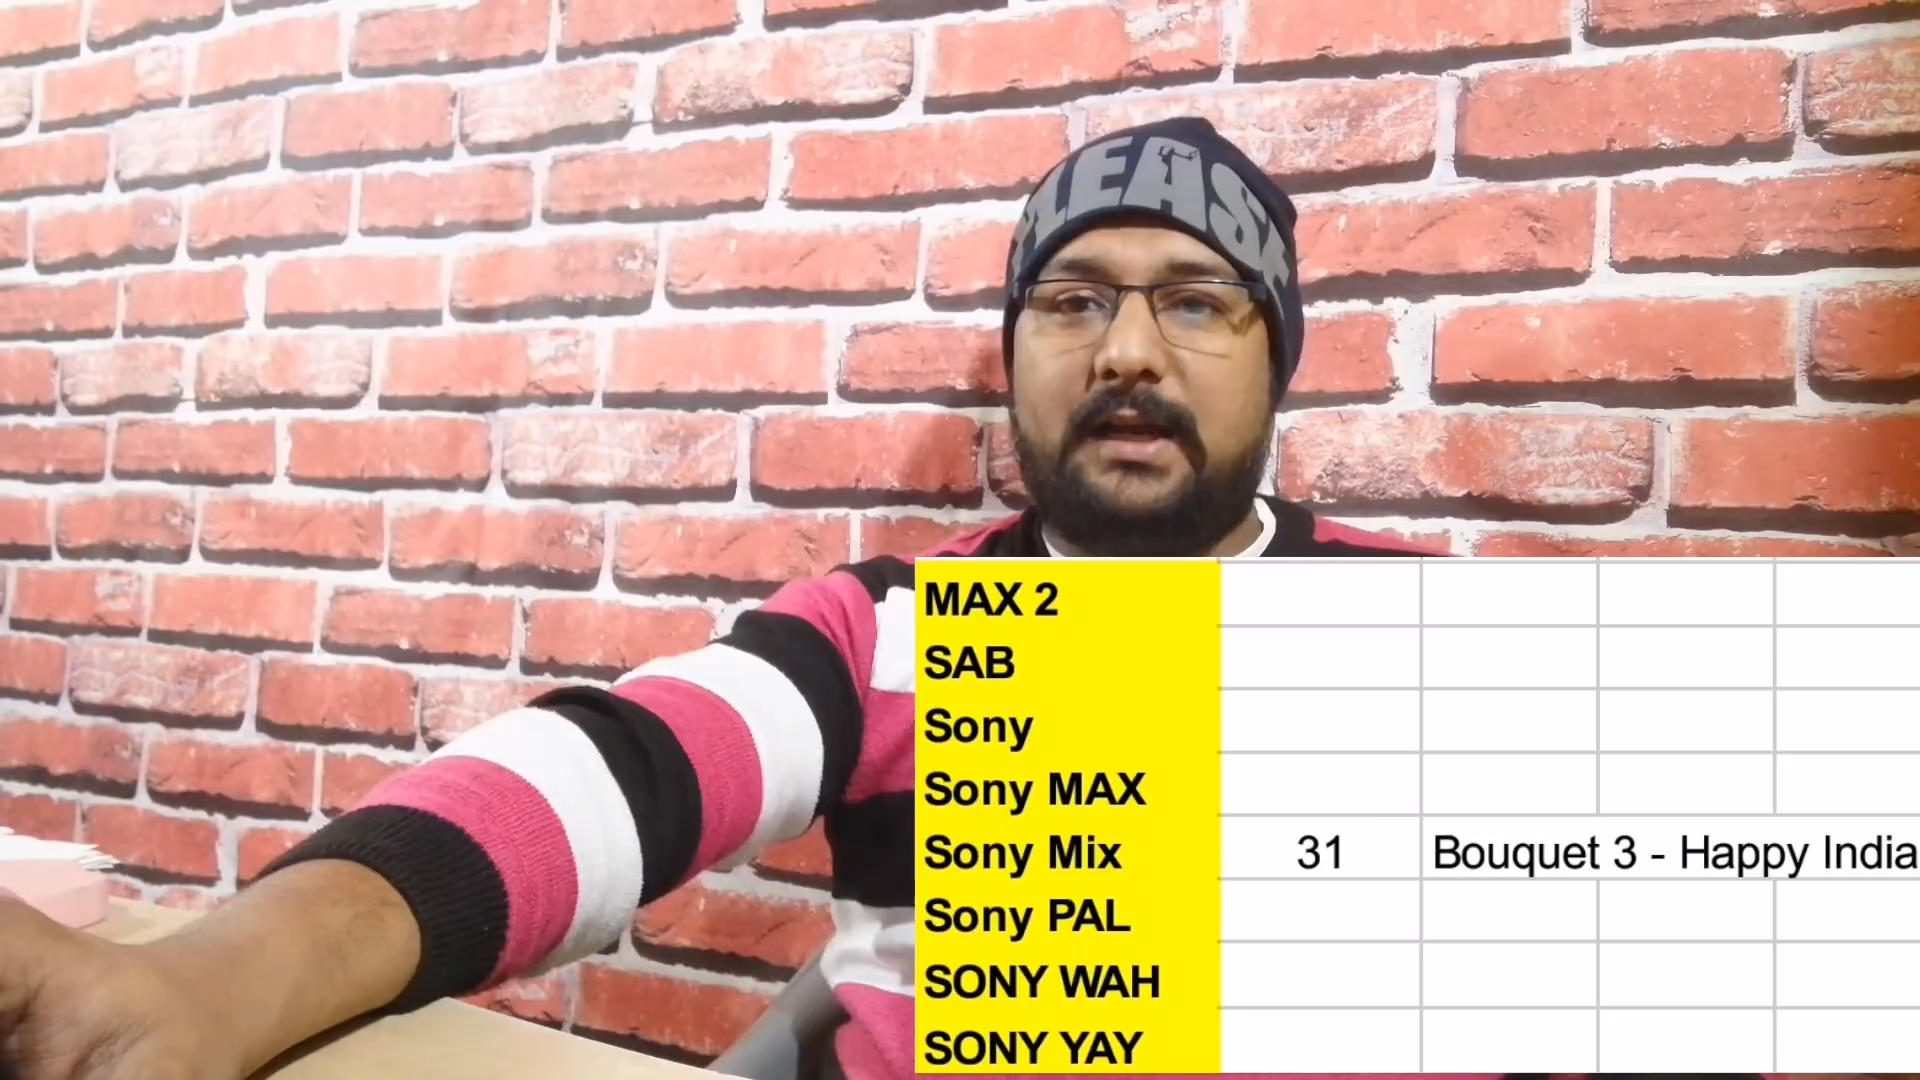 PLEASE
MAX 2
SAB
Sony
Sony MAX
Sony Mix 31 Bouquet 3 - Happy India
Sony PAL
SONY WAH
SONY YAY